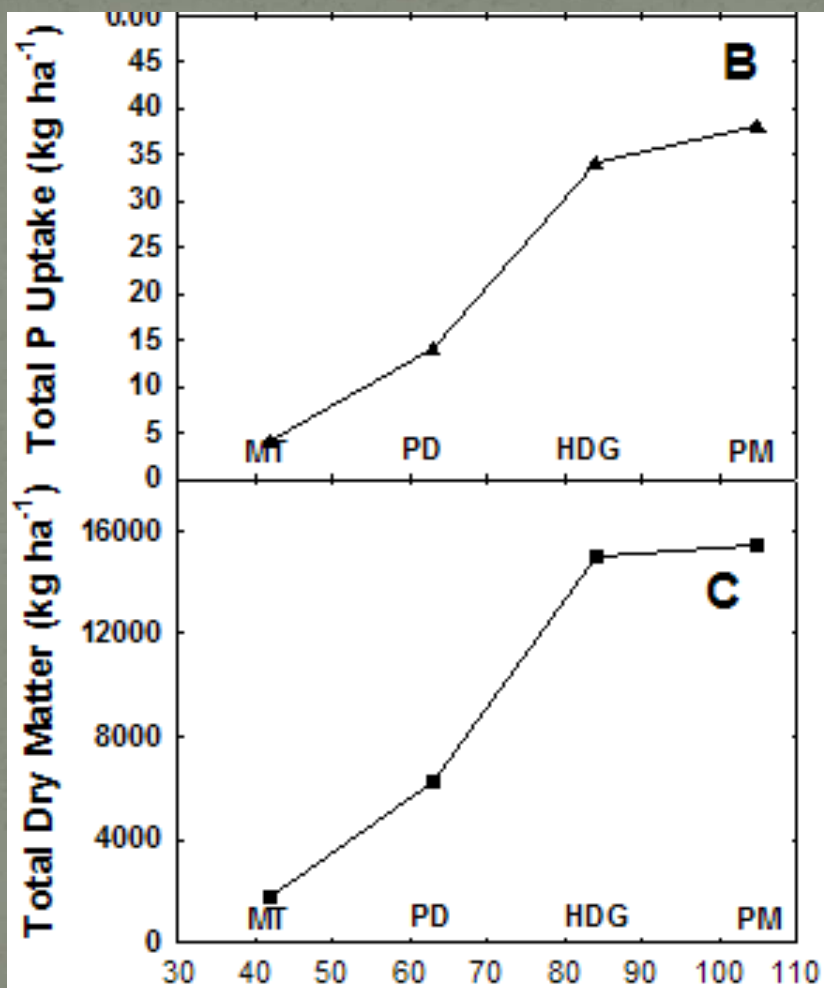 0.00
B
45
40
35
30
25
20
15
10
5
0
Total P Uptake (kg ha⁻¹)
MT PD HDG PM
C
16000
12000
8000
4000
0
Total Dry Matter (kg ha⁻¹)
MT PD HDG PM
30 40 50 60 70 80 90 100 110